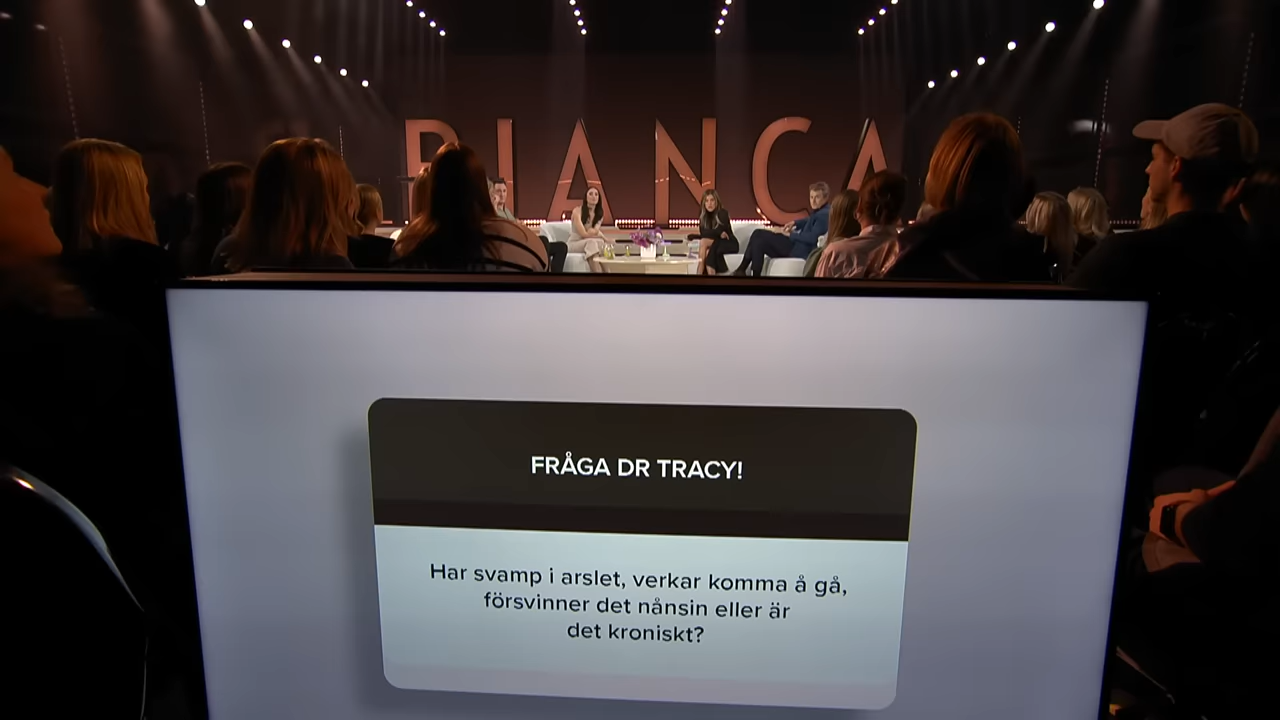 BIANCA
FRÅGA DR TRACY!
Har svamp i arslet, verkar komma å gå,
försvinner det nånsin eller är
det kroniskt?